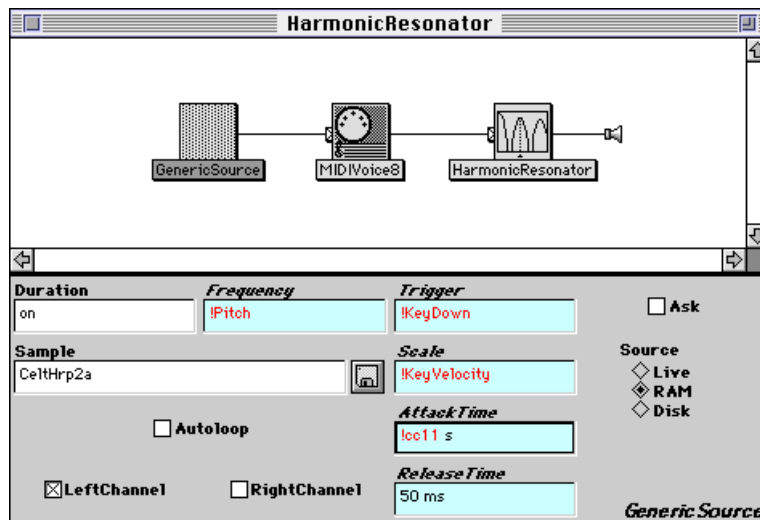 HarmonicResonator
GenericSource
MIDIVoice8
HarmonicResonator
Duration
on
Frequency
!Pitch
Trigger
!KeyDown
Ask
Sample
CeltHrp2a
Scale
!KeyVelocity
Source
Live
RAM
Disk
Autoloop
AttackTime
!cc11 s
LeftChannel
RightChannel
ReleaseTime
50 ms
GenericSource